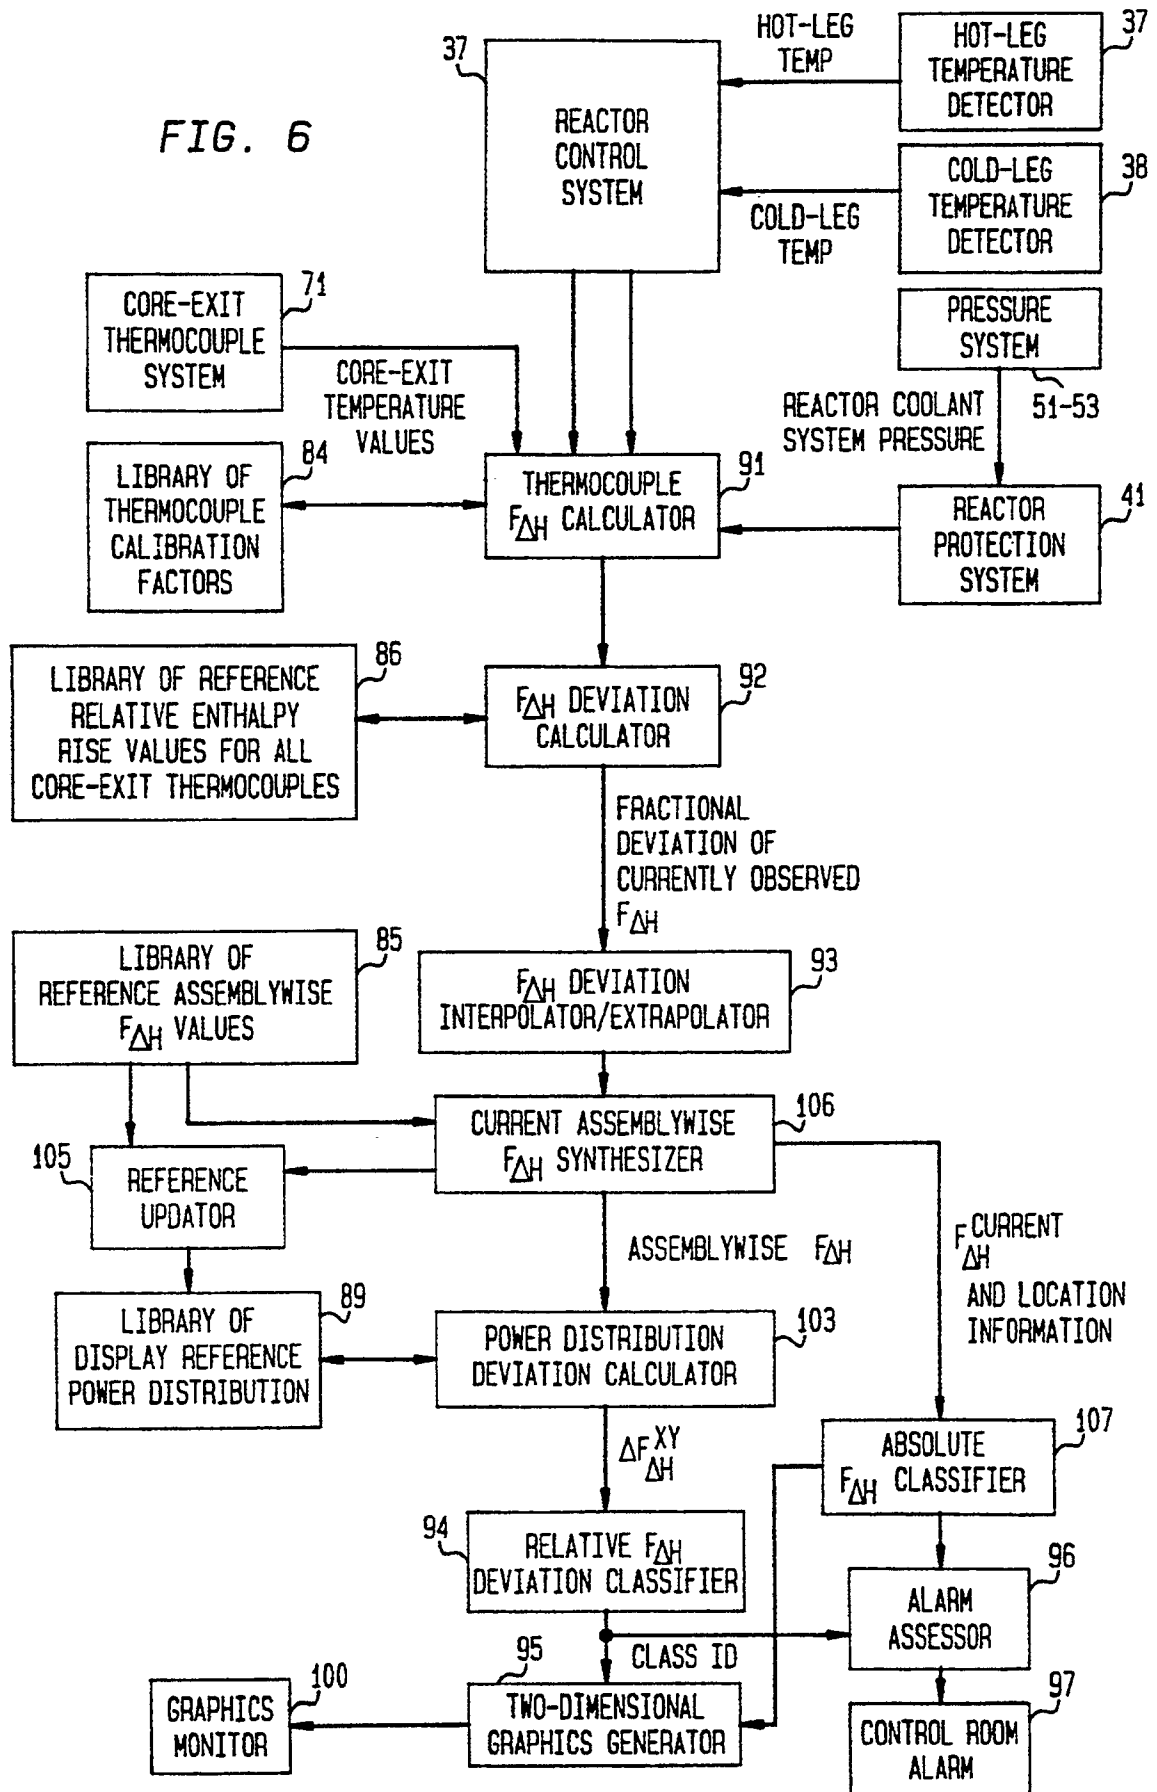 FIG. 6
37
REACTOR
CONTROL
SYSTEM
HOT-LEG
TEMP
HOT-LEG
TEMPERATURE
DETECTOR
37
COLD-LEG
TEMP
COLD-LEG
TEMPERATURE
DETECTOR
38
CORE-EXIT
THERMOCOUPLE
SYSTEM
71
CORE-EXIT
TEMPERATURE
VALUES
PRESSURE
SYSTEM
51-53
REACTOR COOLANT
SYSTEM PRESSURE
LIBRARY OF
THERMOCOUPLE
CALIBRATION
FACTORS
84
THERMOCOUPLE
FΔH CALCULATOR
91
REACTOR
PROTECTION
SYSTEM
41
LIBRARY OF REFERENCE
RELATIVE ENTHALPY
RISE VALUES FOR ALL
CORE-EXIT THERMOCOUPLES
86
FΔH DEVIATION
CALCULATOR
92
FRACTIONAL
DEVIATION OF
CURRENTLY OBSERVED
FΔH
LIBRARY OF
REFERENCE ASSEMBLYWISE
FΔH VALUES
85
FΔH DEVIATION
INTERPOLATOR/EXTRAPOLATOR
93
CURRENT ASSEMBLYWISE
FΔH SYNTHESIZER
106
105
REFERENCE
UPDATOR
ASSEMBLYWISE FΔH
FΔH CURRENT
AND LOCATION
INFORMATION
LIBRARY OF
DISPLAY REFERENCE
POWER DISTRIBUTION
89
POWER DISTRIBUTION
DEVIATION CALCULATOR
103
ΔFΔH XY
ABSOLUTE
FΔH CLASSIFIER
107
94
RELATIVE FΔH
DEVIATION CLASSIFIER
ALARM
ASSESSOR
96
CLASS ID
95
TWO-DIMENSIONAL
GRAPHICS GENERATOR
GRAPHICS
MONITOR
100
CONTROL ROOM
ALARM
97